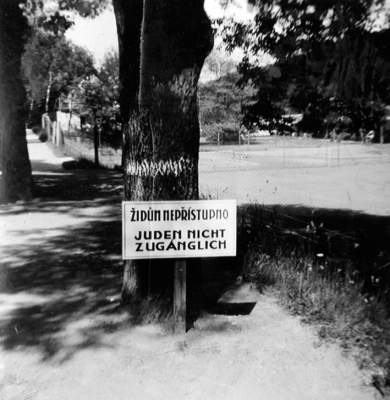 ŽIDŮM NEPŘÍSTUPNO
JUDEN NICHT
ZUGÄNGLICH